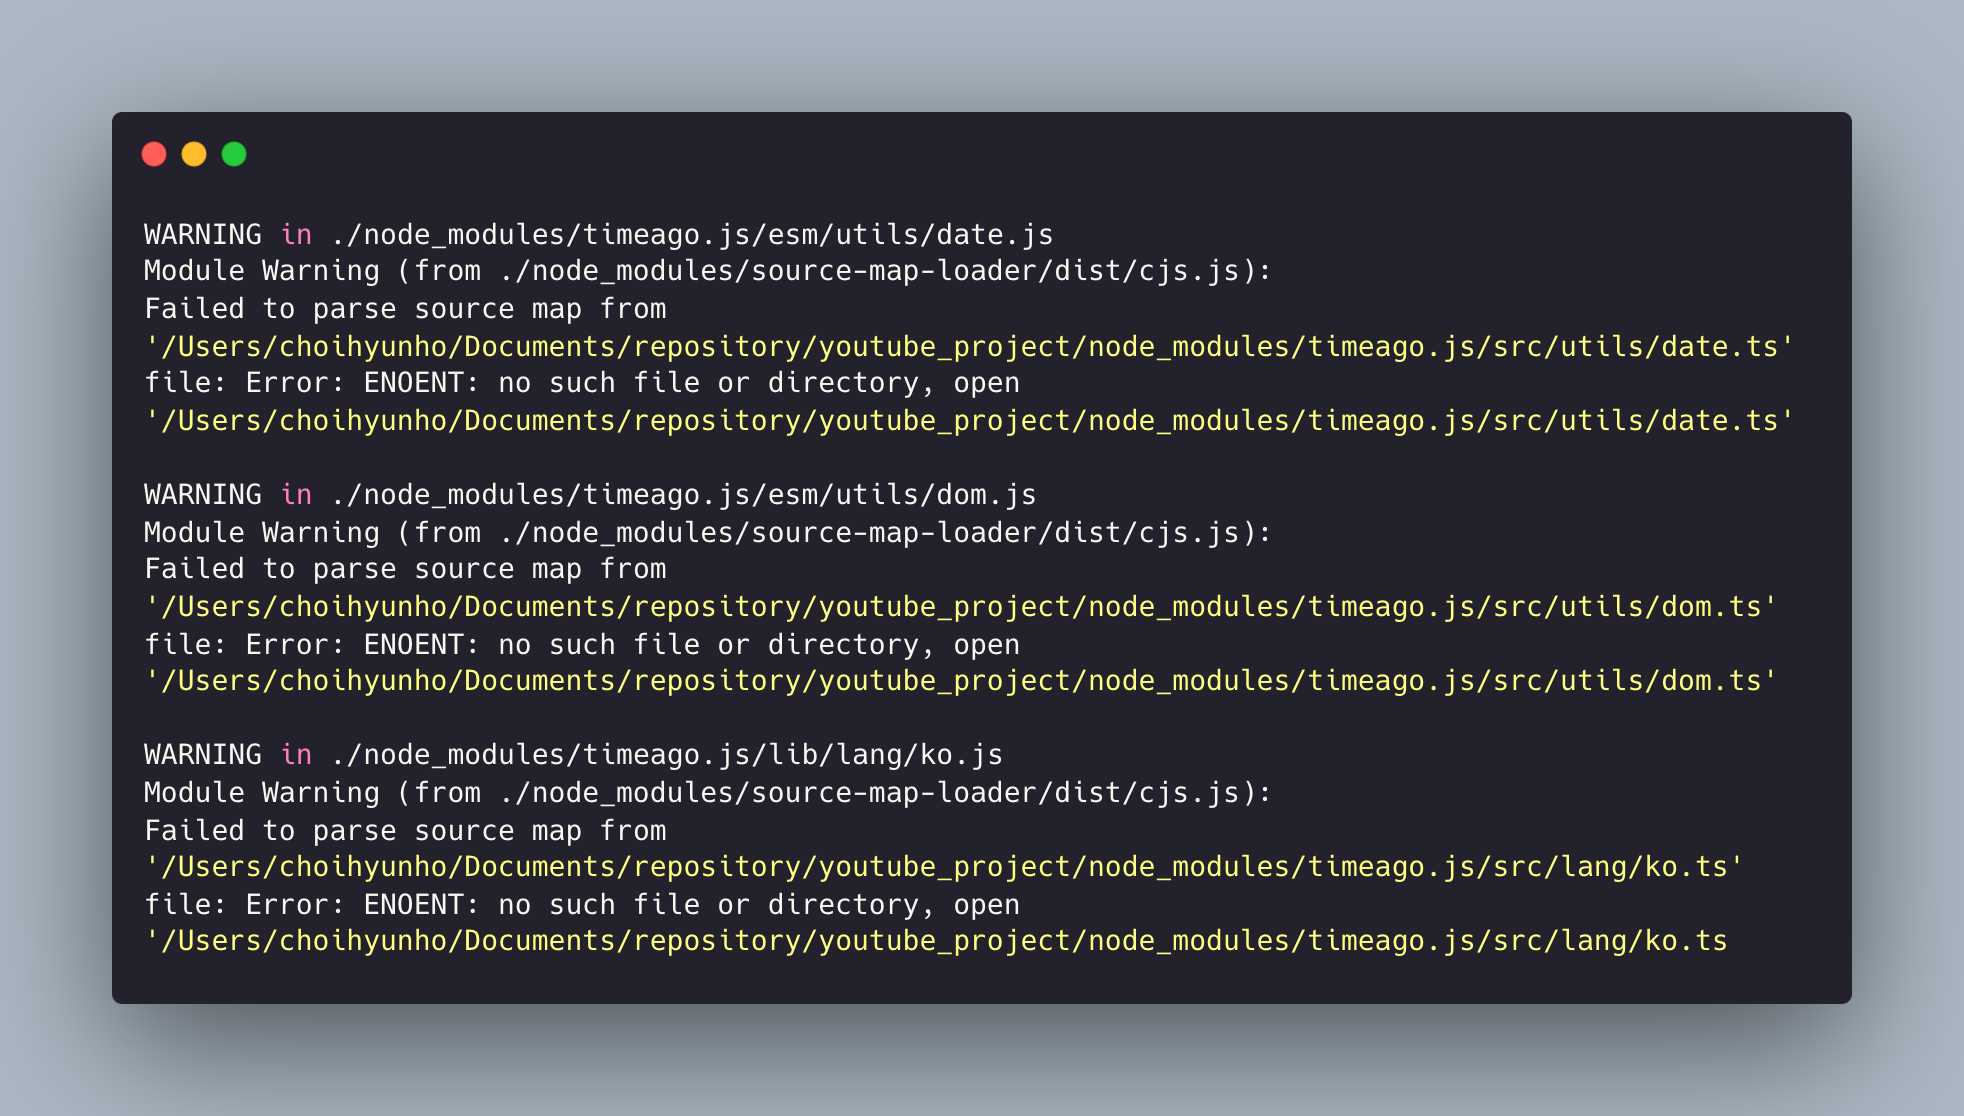 WARNING in ./node_modules/timeago.js/esm/utils/date.js
Module Warning (from ./node_modules/source-map-loader/dist/cjs.js):
Failed to parse source map from
'/Users/choihyunho/Documents/repository/youtube_project/node_modules/timeago.js/src/utils/date.ts'
file: Error: ENOENT: no such file or directory, open
'/Users/choihyunho/Documents/repository/youtube_project/node_modules/timeago.js/src/utils/date.ts'
WARNING in ./node_modules/timeago.js/esm/utils/dom.js
Module Warning (from ./node_modules/source-map-loader/dist/cjs.js):
Failed to parse source map from
'/Users/choihyunho/Documents/repository/youtube_project/node_modules/timeago.js/src/utils/dom.ts'
file: Error: ENOENT: no such file or directory, open
'/Users/choihyunho/Documents/repository/youtube_project/node_modules/timeago.js/src/utils/dom.ts'
WARNING in ./node_modules/timeago.js/lib/lang/ko.js
Module Warning (from ./node_modules/source-map-loader/dist/cjs.js):
Failed to parse source map from
'/Users/choihyunho/Documents/repository/youtube_project/node_modules/timeago.js/src/lang/ko.ts'
file: Error: ENOENT: no such file or directory, open
'/Users/choihyunho/Documents/repository/youtube_project/node_modules/timeago.js/src/lang/ko.ts